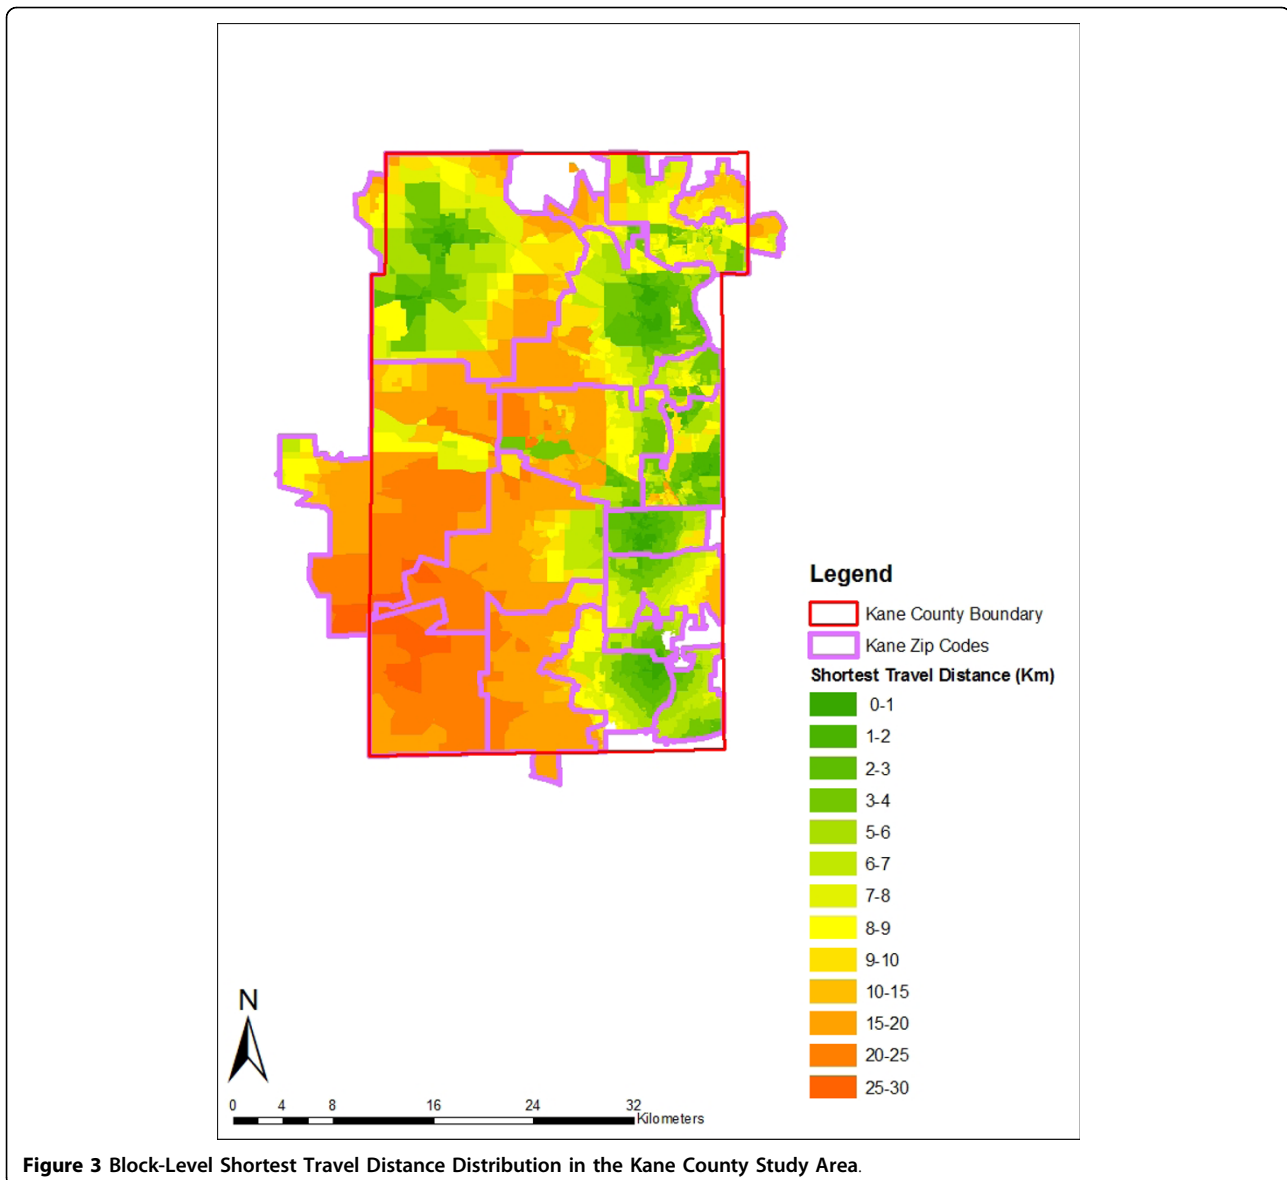 Legend
Kane County Boundary
Kane Zip Codes
Shortest Travel Distance (Km)
0-1
1-2
2-3
3-4
5-6
6-7
7-8
8-9
9-10
10-15
15-20
20-25
25-30
N
0 4 8 16 24 32
Kilometers
Figure 3 Block-Level Shortest Travel Distance Distribution in the Kane County Study Area.